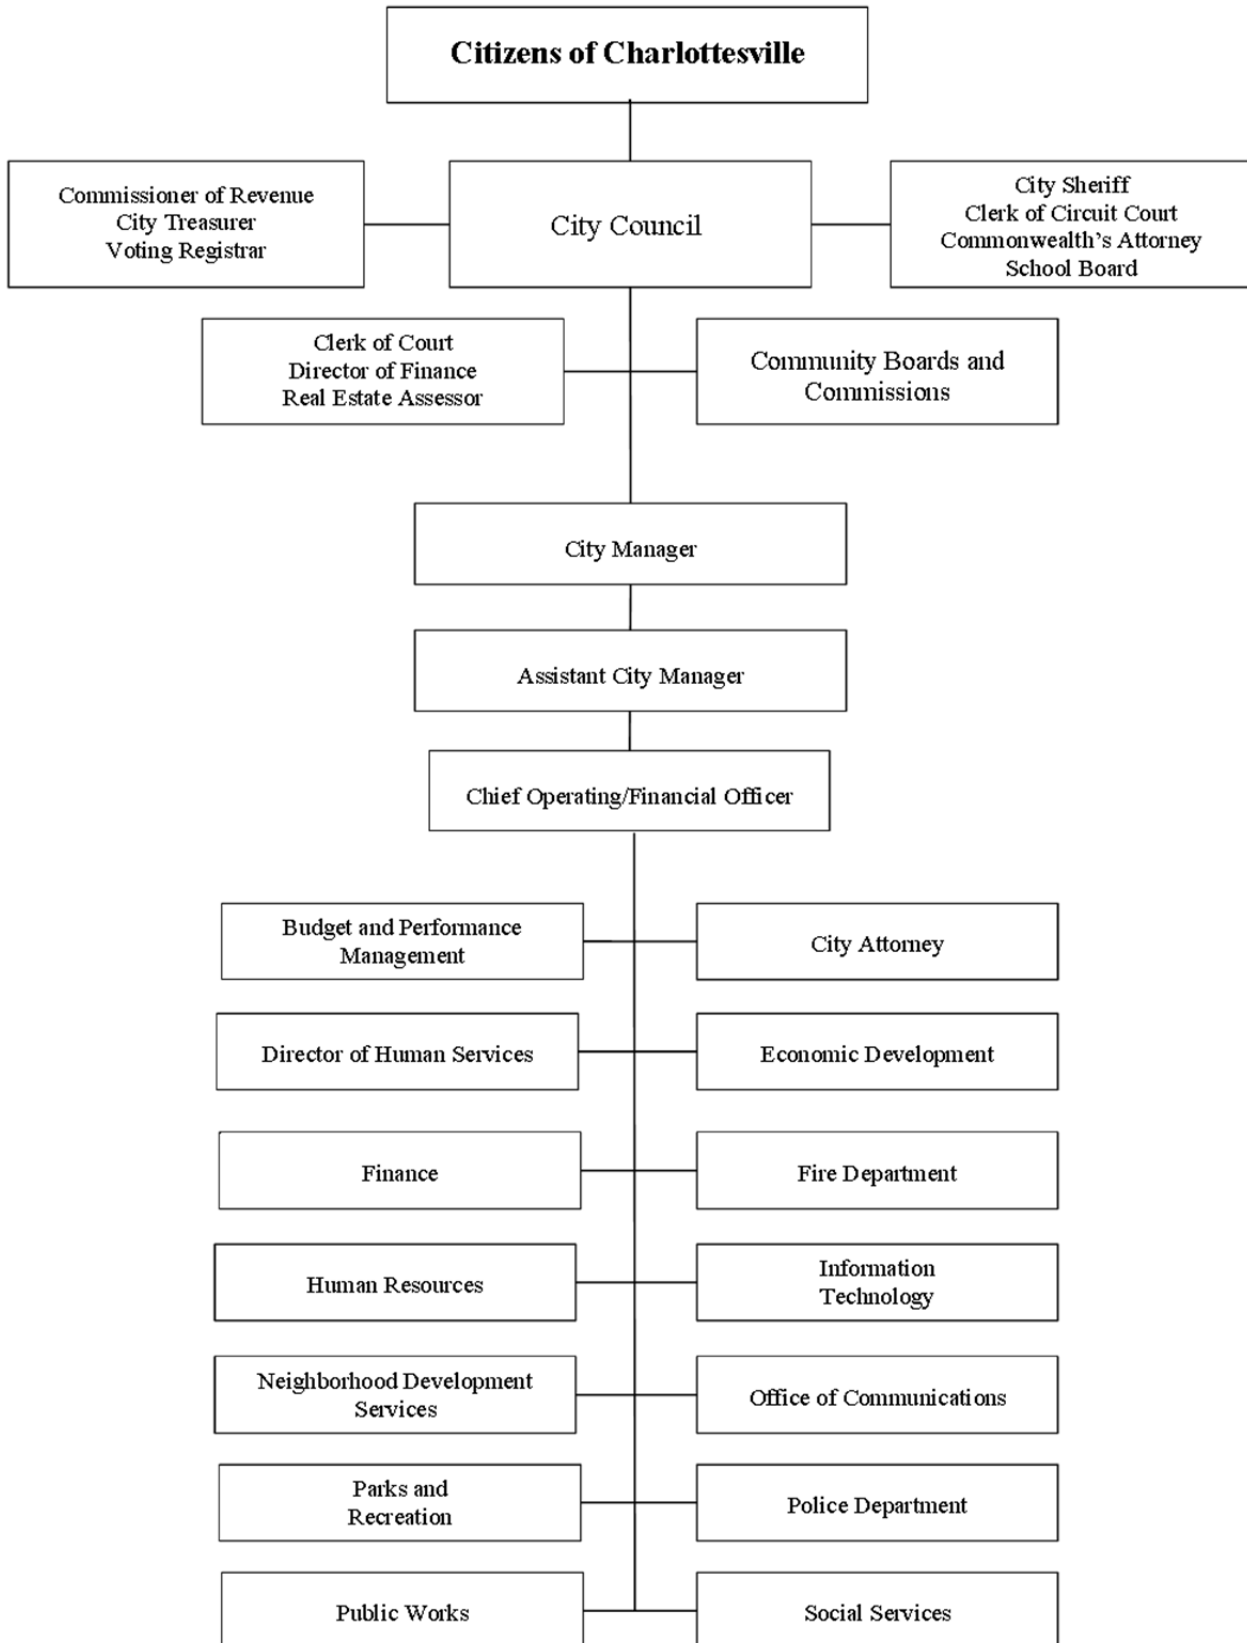 Citizens of Charlottesville
Commissioner of Revenue
City Treasurer
Voting Registrar
City Council
City Sheriff
Clerk of Circuit Court
Commonwealth’s Attorney
School Board
Clerk of Court
Director of Finance
Real Estate Assessor
Community Boards and
Commissions
City Manager
Assistant City Manager
Chief Operating/Financial Officer
Budget and Performance
Management
City Attorney
Director of Human Services
Economic Development
Finance
Fire Department
Human Resources
Information
Technology
Neighborhood Development
Services
Office of Communications
Parks and
Recreation
Police Department
Public Works
Social Services